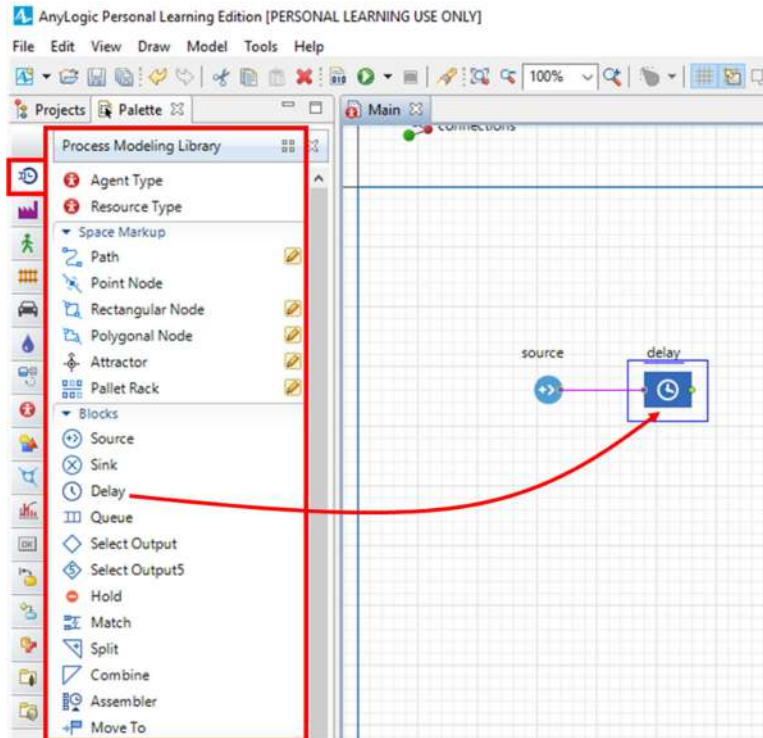 AnyLogic Personal Learning Edition [PERSONAL LEARNING USE ONLY]
File Edit View Draw Model Tools Help
100%
Projects Palette
Main
connections
Process Modeling Library
Agent Type
Resource Type
Space Markup
Path
Point Node
Rectangular Node
Polygonal Node
Attractor
Pallet Rack
Blocks
Source
Sink
Delay
Queue
Select Output
Select Output5
Hold
Match
Split
Combine
Assembler
Move To
source delay